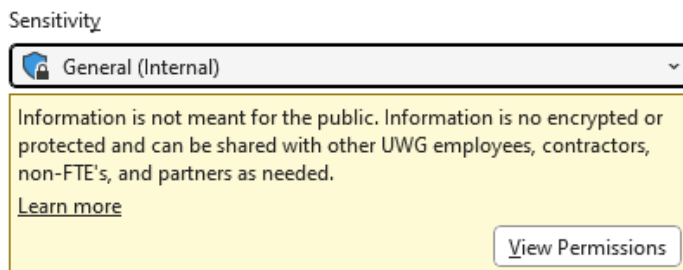 Sensitivity
General (Internal)
Information is not meant for the public. Information is no encrypted or
protected and can be shared with other UWG employees, contractors,
non-FTE's, and partners as needed.
Learn more
View Permissions